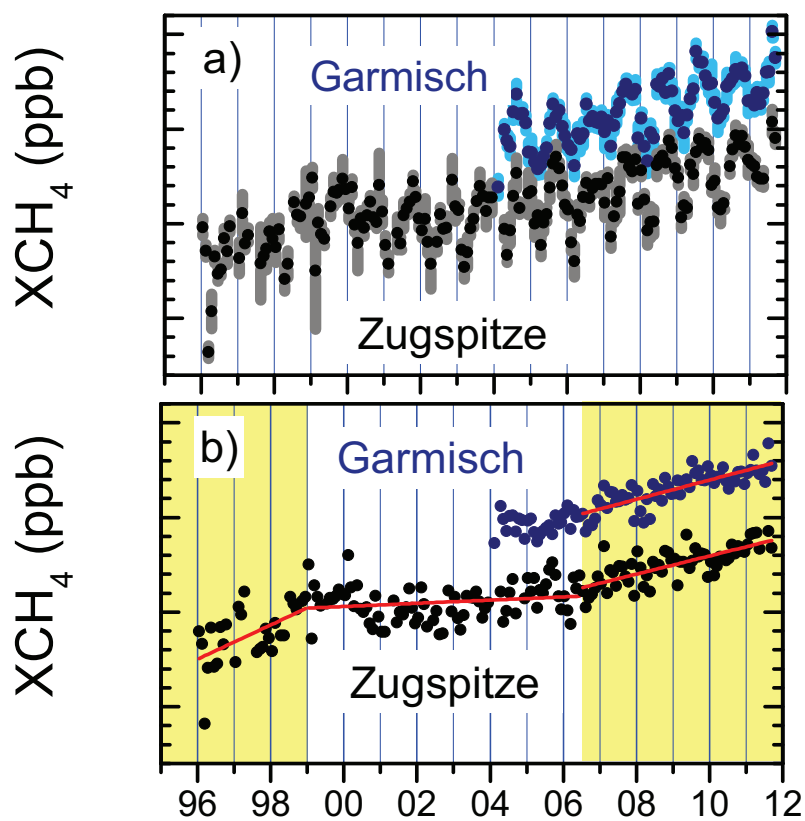 XCH₄ (ppb)
a)
Garmisch
Zugspitze
XCH₄ (ppb)
b)
Garmisch
Zugspitze
96 98 00 02 04 06 08 10 12